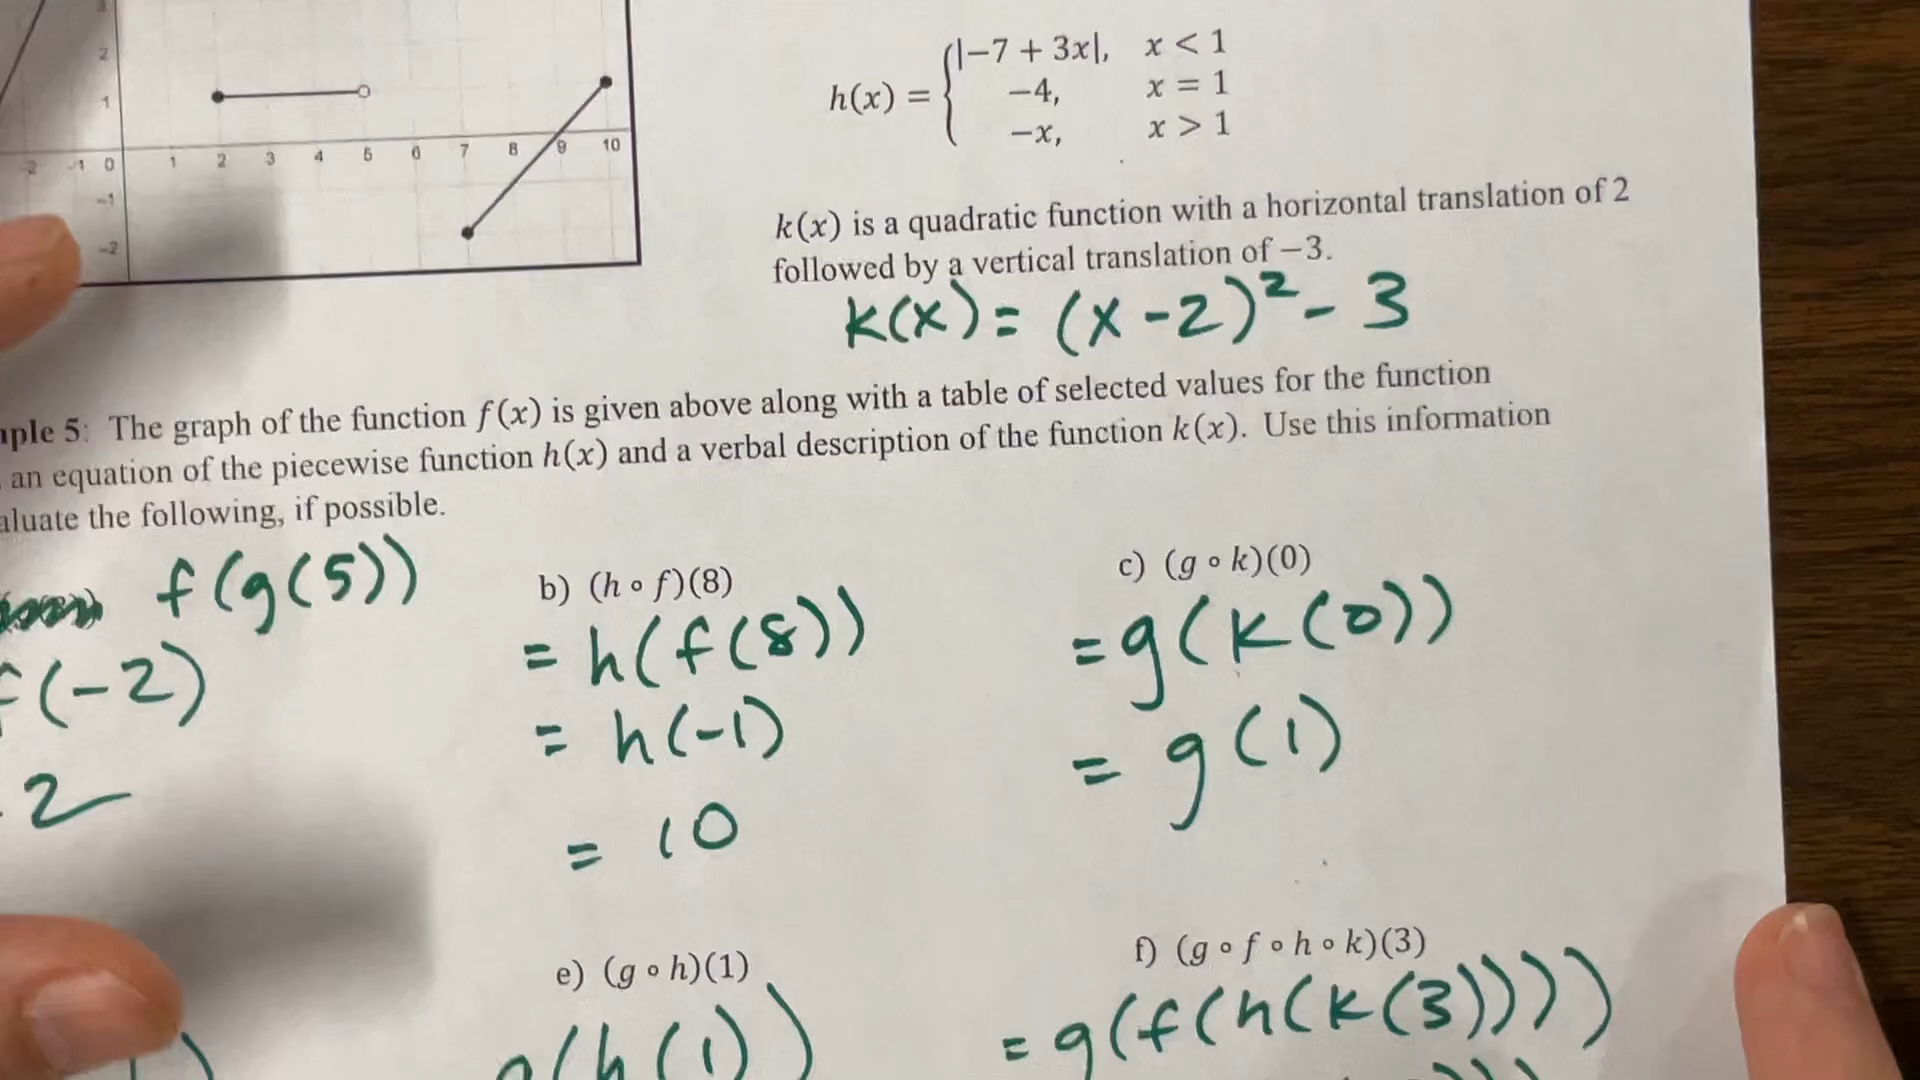 3
2
1
-2 -1 0 1 2 3 4 5 6 7 8 9 10
-1
-2
h(x) = { |−7 + 3x|, x < 1
−4, x = 1
−x, x > 1
k(x) is a quadratic function with a horizontal translation of 2
followed by a vertical translation of −3.
k(x) = (x - 2)² - 3
mple 5: The graph of the function f(x) is given above along with a table of selected values for the function
an equation of the piecewise function h(x) and a verbal description of the function k(x). Use this information
aluate the following, if possible.
f(g(5))
f(-2)
2
b) (h ∘ f)(8)
= h(f(8))
= h(-1)
= 10
c) (g ∘ k)(0)
= g(k(0))
= g(1)
e) (g ∘ h)(1)
g(h(1))
f) (g ∘ f ∘ h ∘ k)(3)
= g(f(h(k(3))))